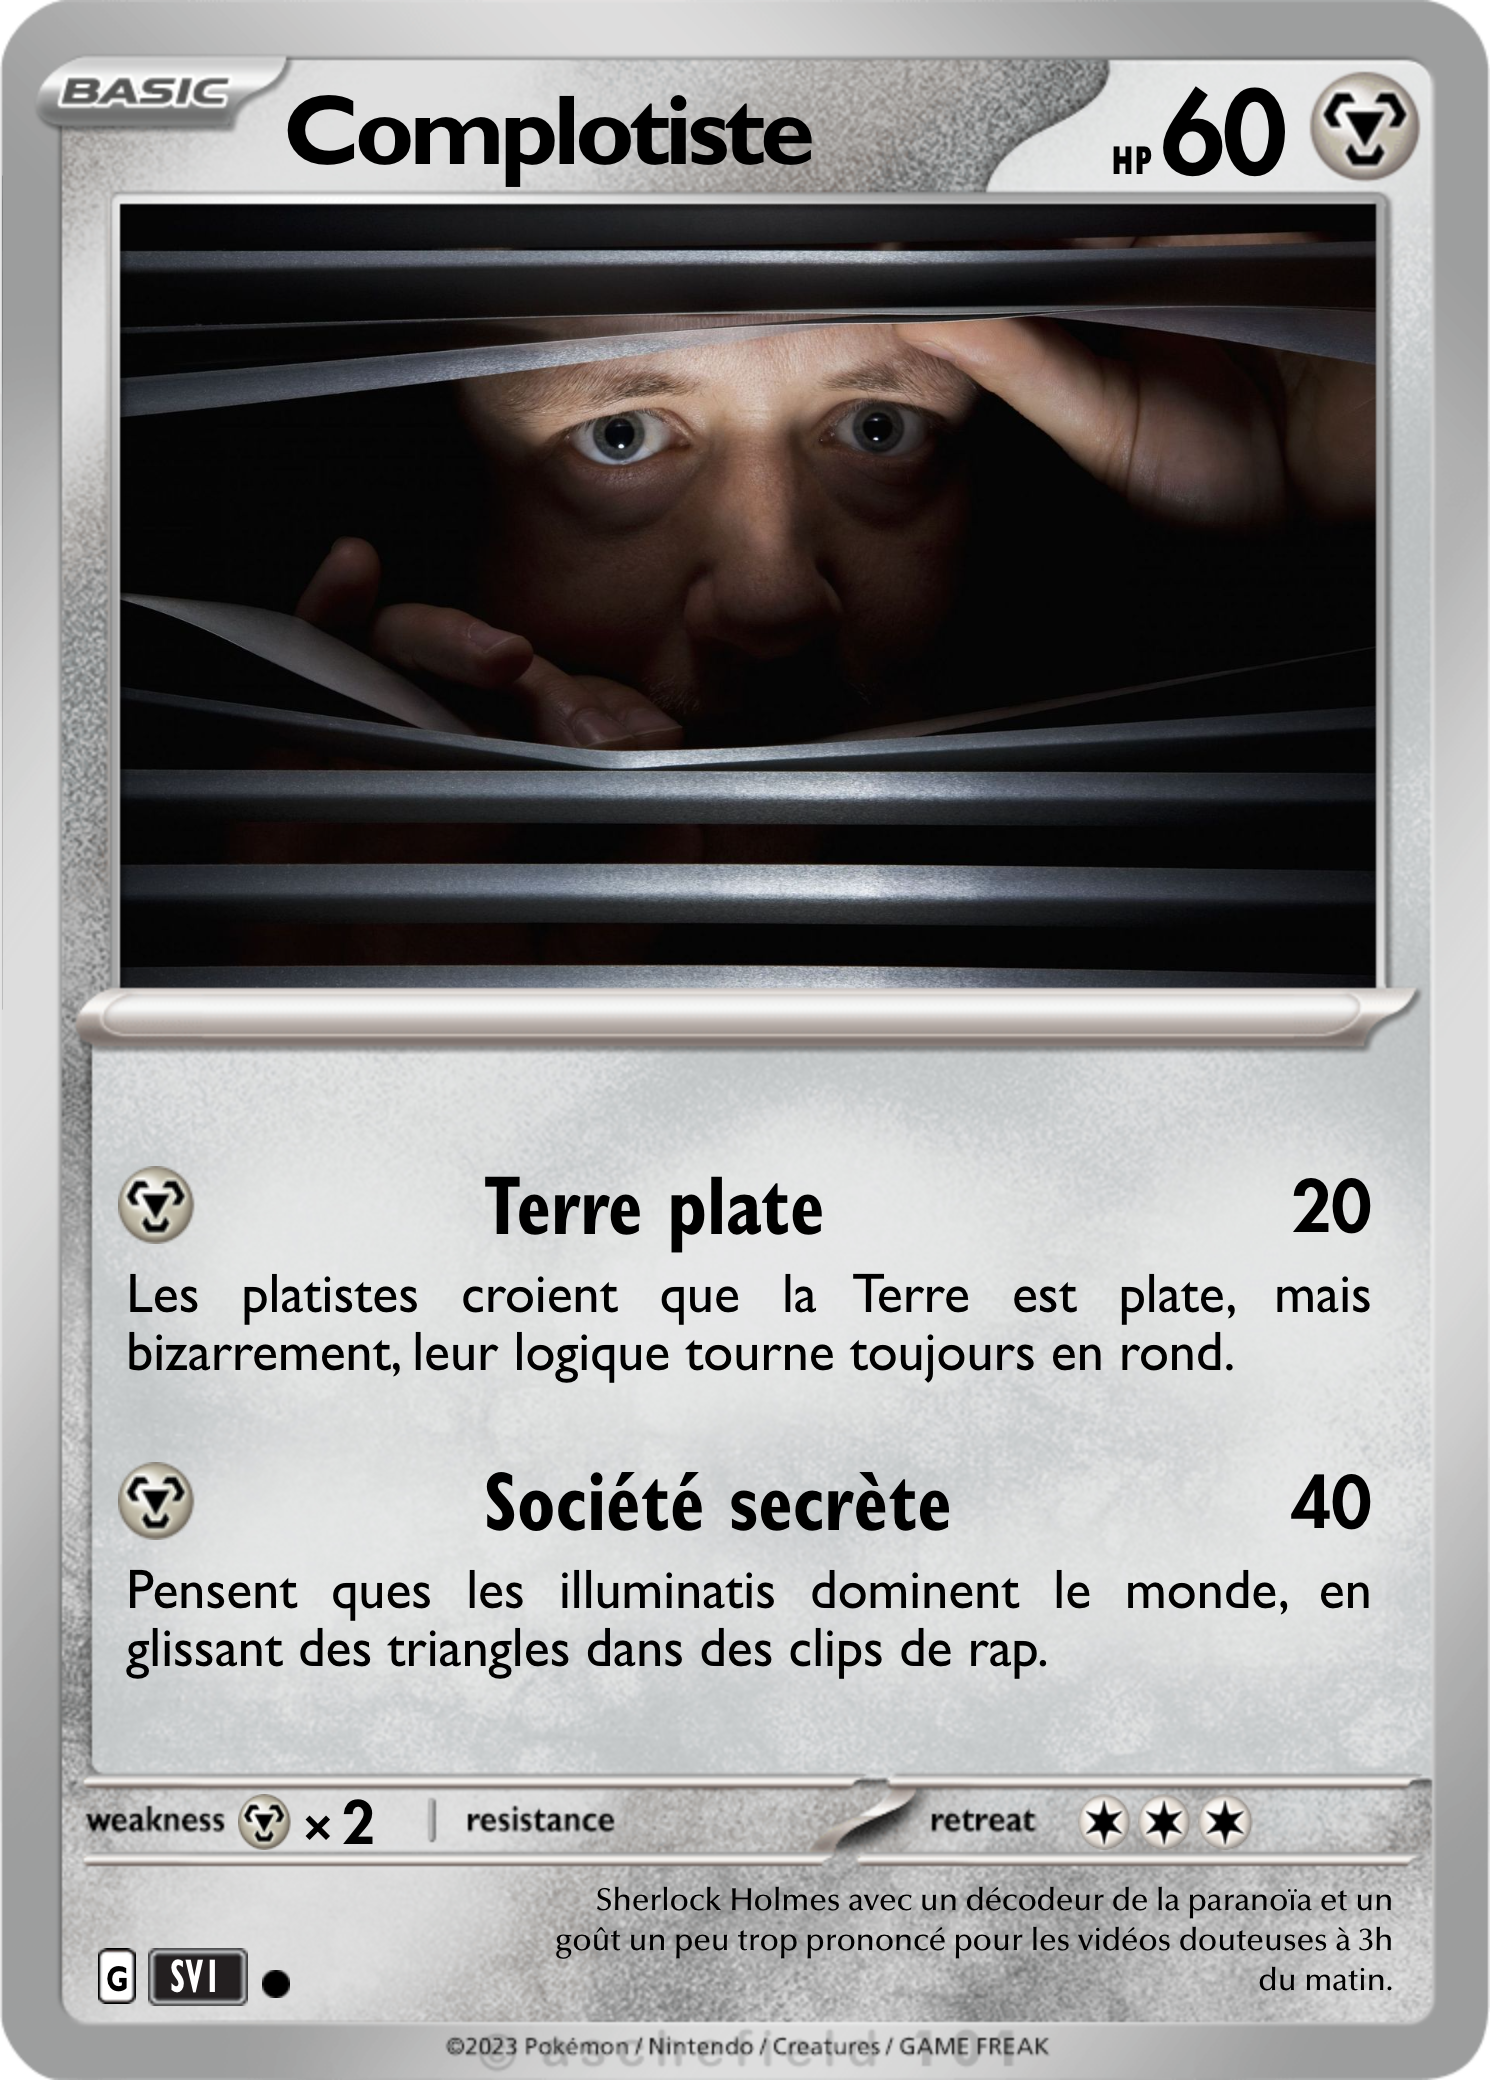 BASIC
Complotiste
HP 60
Terre plate 20
Les platistes croient que la Terre est plate, mais
bizarrement, leur logique tourne toujours en rond.
Société secrète 40
Pensent ques les illuminatis dominent le monde, en
glissant des triangles dans des clips de rap.
weakness × 2 resistance retreat
Sherlock Holmes avec un décodeur de la paranoïa et un
goût un peu trop prononcé pour les vidéos douteuses à 3h
du matin.
G SVI
©2023 Pokémon / Nintendo / Creatures / GAME FREAK